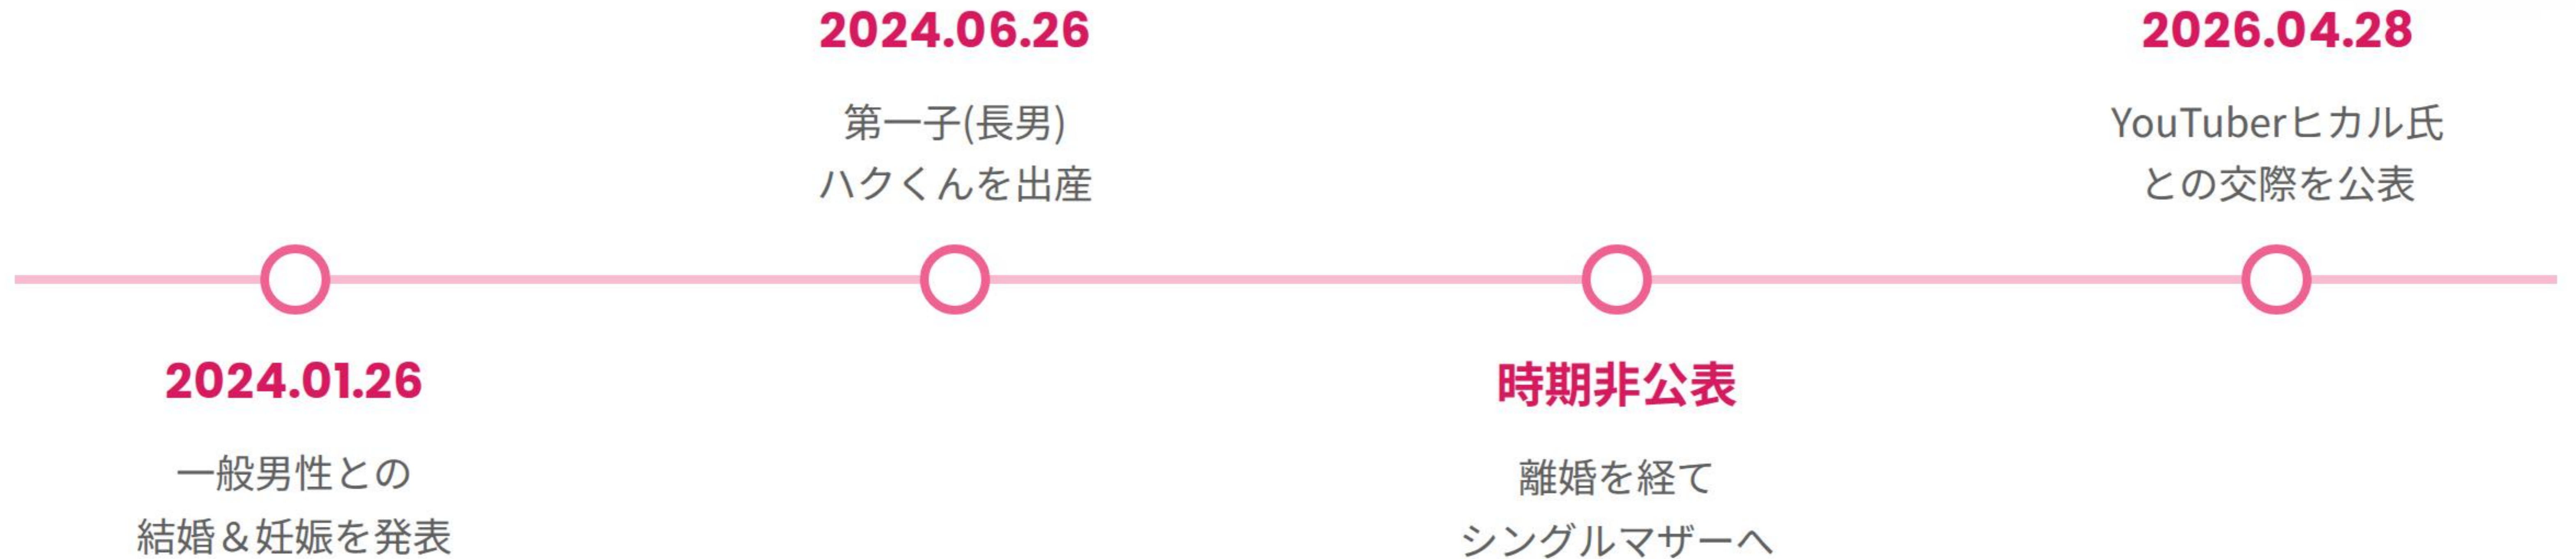 2024.01.26
一般男性との
結婚＆妊娠を発表
2024.06.26
第一子(長男)
ハクくんを出産
時期非公表
離婚を経て
シングルマザーへ
2026.04.28
YouTuberヒカル氏
との交際を公表